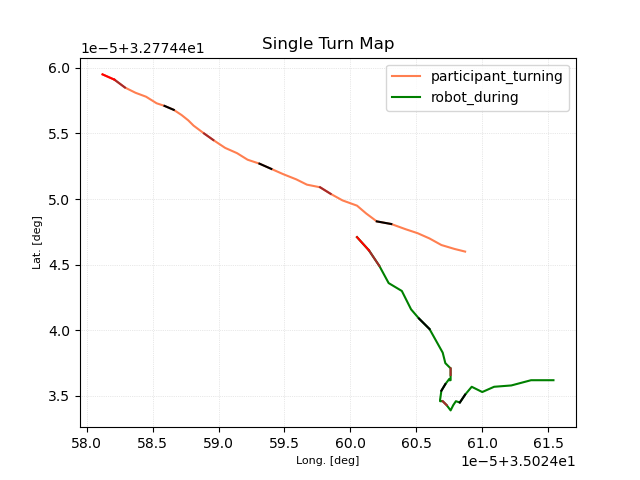 Single Turn Map
1e−5+3.27744e1
participant_turning
robot_during
6.0
5.5
5.0
4.5
4.0
3.5
Lat. [deg]
58.0 58.5 59.0 59.5 60.0 60.5 61.0 61.5
Long. [deg]
1e−5+3.5024e1